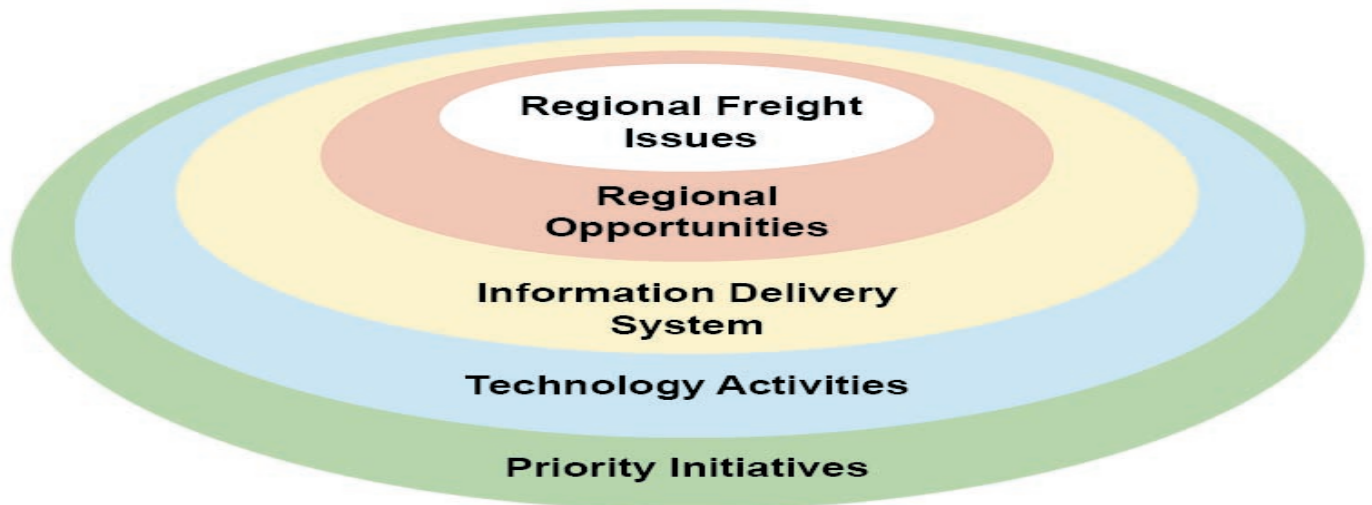 Regional Freight
Issues
Regional
Opportunities
Information Delivery
System
Technology Activities
Priority Initiatives